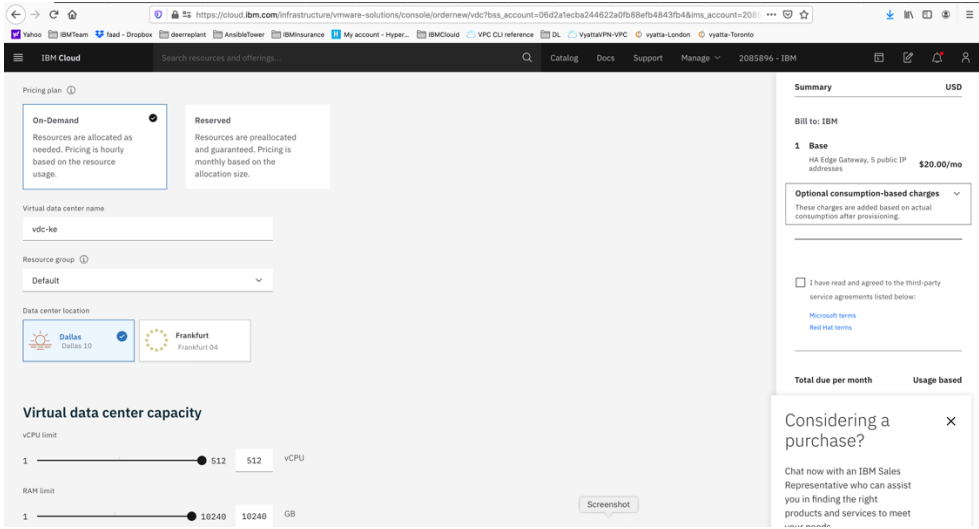 https://cloud.ibm.com/infrastructure/vmware-solutions/console/ordernew/vdc?bss_account=06d2a1ecba244622a0fb88efb4843fb4&ims_account=208
Yahoo IBMTeam faad - Dropbox deerreplant AnsibleTower IBMInsurance My account - Hyper... IBMClould VPC CLI reference DL VyattaVPN-VPC vyatta-London vyatta-Toronto
IBM Cloud Search resources and offerings... Catalog Docs Support Manage 2085896 - IBM
Pricing plan
On-Demand
Resources are allocated as
needed. Pricing is hourly
based on the resource
usage.
Reserved
Resources are preallocated
and guaranteed. Pricing is
monthly based on the
allocation size.
Virtual data center name
vdc-ke
Resource group
Default
Data center location
Dallas
Dallas 10
Frankfurt
Frankfurt 04
Virtual data center capacity
vCPU limit
1 512 512 vCPU
RAM limit
1 10240 10240 GB
Screenshot
Summary USD
Bill to: IBM
1 Base
HA Edge Gateway, 5 public IP
addresses
$20.00/mo
Optional consumption-based charges
These charges are added based on actual
consumption after provisioning.
I have read and agreed to the third-party
service agreements listed below:
Microsoft terms
Red Hat terms
Total due per month Usage based
Considering a
purchase?
Chat now with an IBM Sales
Representative who can assist
you in finding the right
products and services to meet
your needs